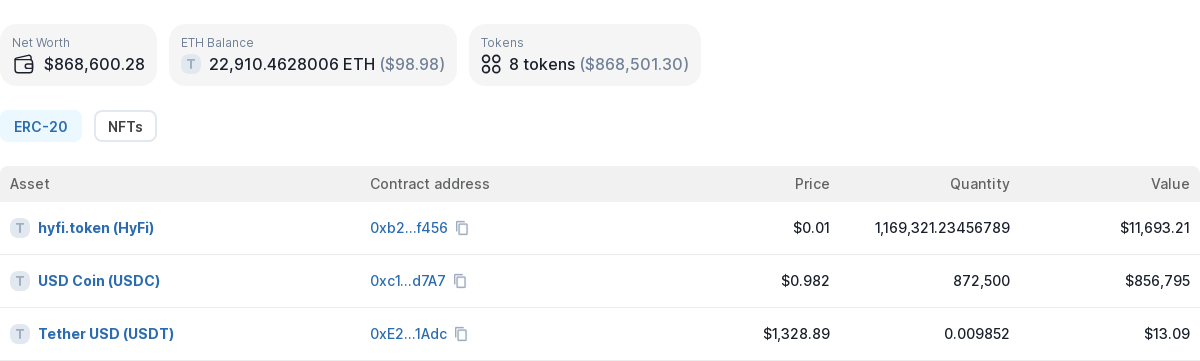 Net Worth
$868,600.28
ETH Balance
T 22,910.4628006 ETH ($98.98)
Tokens
8 tokens ($868,501.30)
ERC-20 NFTs
Asset Contract address Price Quantity Value
T hyfi.token (HyFi) 0xb2...f456 $0.01 1,169,321.23456789 $11,693.21
T USD Coin (USDC) 0xc1...d7A7 $0.982 872,500 $856,795
T Tether USD (USDT) 0xE2...1Adc $1,328.89 0.009852 $13.09